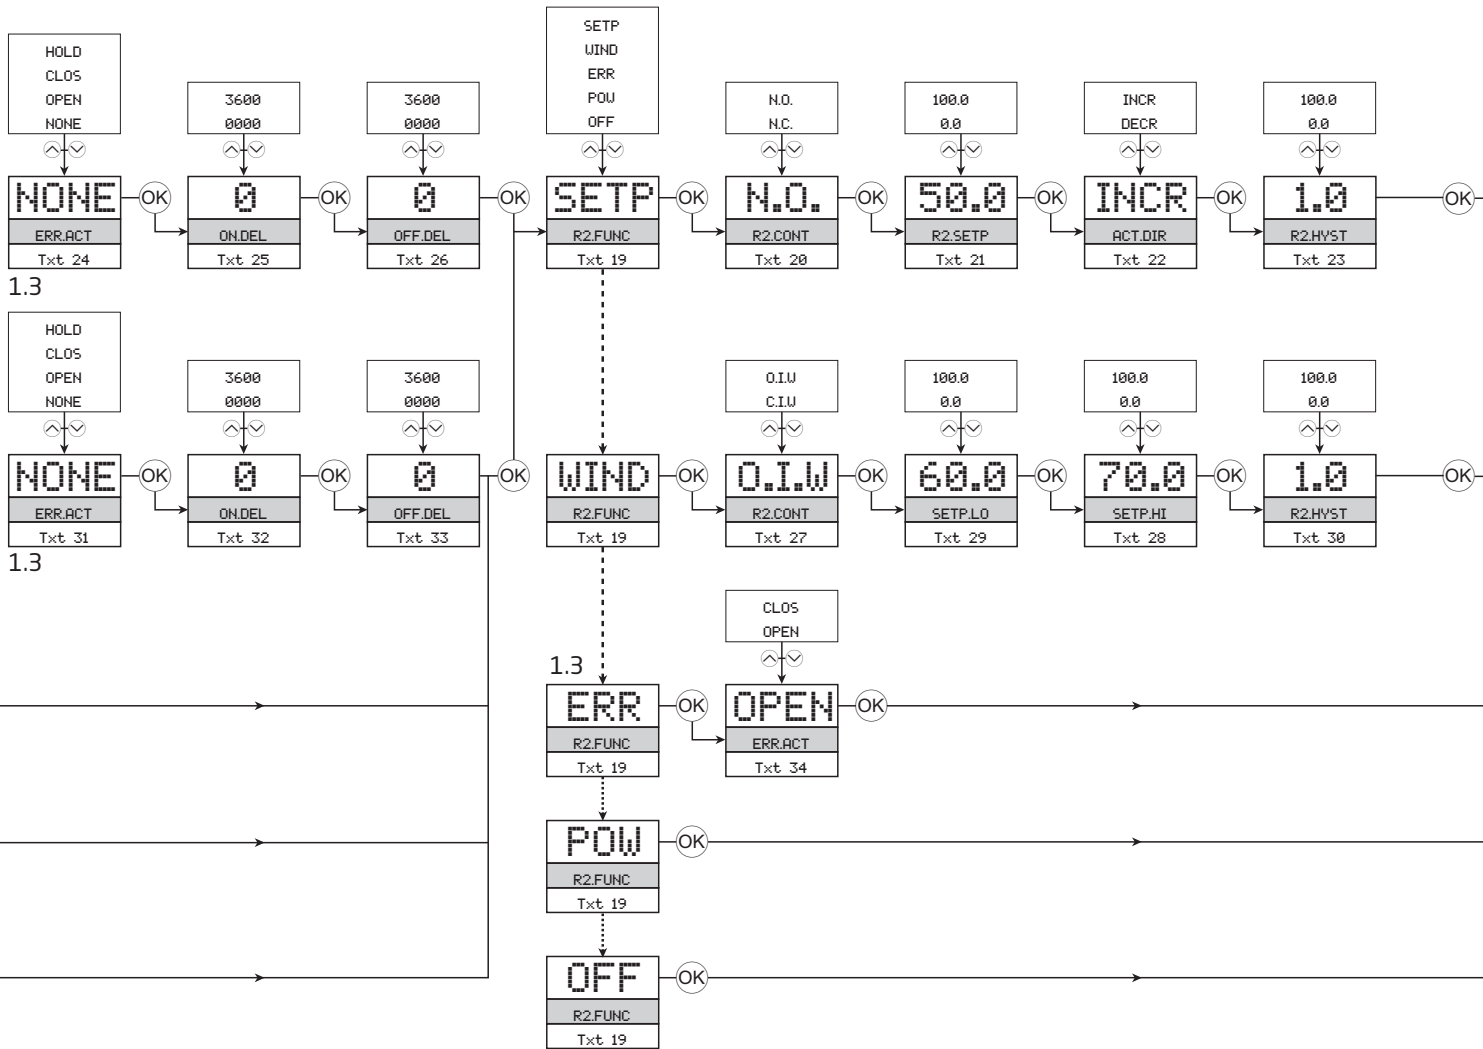 SETP
WIND
ERR
POW
OFF
HOLD
CLOS
OPEN
NONE
3600
0000
3600
0000
N.O.
N.C.
100.0
0.0
INCR
DECR
100.0
0.0
NONE OK 0 OK 0 OK SETP OK N.O. OK 50.0 OK INCR OK 1.0 OK
ERR.ACT ON.DEL OFF.DEL R2.FUNC R2.CONT R2.SETP ACT.DIR R2.HYST
Txt 24 Txt 25 Txt 26 Txt 19 Txt 20 Txt 21 Txt 22 Txt 23
1.3
HOLD
CLOS
OPEN
NONE
3600
0000
3600
0000
O.I.W
C.I.W
100.0
0.0
100.0
0.0
100.0
0.0
NONE OK 0 OK 0 OK WIND OK O.I.W OK 60.0 OK 70.0 OK 1.0 OK
ERR.ACT ON.DEL OFF.DEL R2.FUNC R2.CONT SETP.LO SETP.HI R2.HYST
Txt 31 Txt 32 Txt 33 Txt 19 Txt 27 Txt 29 Txt 28 Txt 30
1.3
CLOS
OPEN
1.3
ERR OK OPEN OK
R2.FUNC ERR.ACT
Txt 19 Txt 34
POW OK
R2.FUNC
Txt 19
OFF OK
R2.FUNC
Txt 19